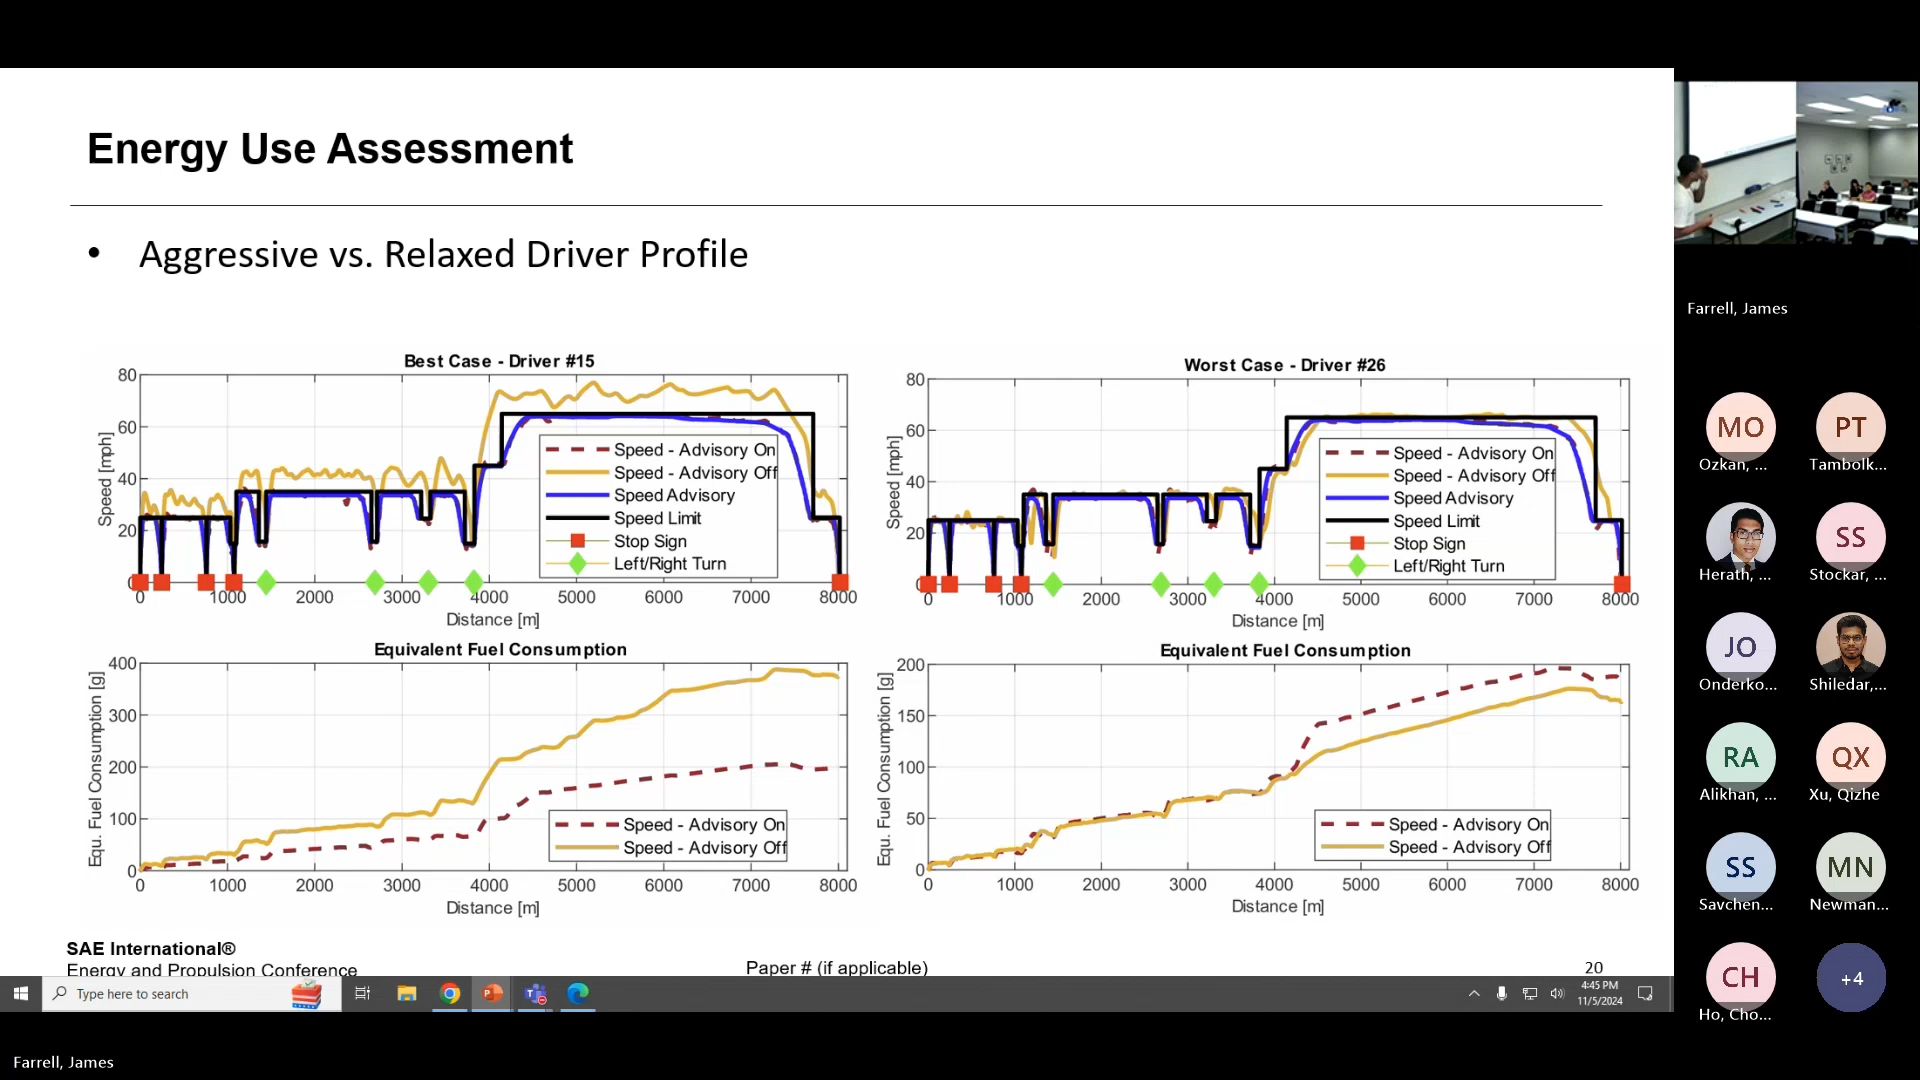 Energy Use Assessment
• Aggressive vs. Relaxed Driver Profile
Best Case - Driver #15
80
60
40
20
0
Speed [mph]
Speed - Advisory On
Speed - Advisory Off
Speed Advisory
Speed Limit
Stop Sign
Left/Right Turn
0 1000 2000 3000 4000 5000 6000 7000 8000
Distance [m]
Worst Case - Driver #26
80
60
40
20
0
Speed [mph]
Speed - Advisory On
Speed - Advisory Off
Speed Advisory
Speed Limit
Stop Sign
Left/Right Turn
0 1000 2000 3000 4000 5000 6000 7000 8000
Distance [m]
Equivalent Fuel Consumption
400
300
200
100
0
Equ. Fuel Consumption [g]
Speed - Advisory On
Speed - Advisory Off
0 1000 2000 3000 4000 5000 6000 7000 8000
Distance [m]
Equivalent Fuel Consumption
200
150
100
50
0
Equ. Fuel Consumption [g]
Speed - Advisory On
Speed - Advisory Off
0 1000 2000 3000 4000 5000 6000 7000 8000
Distance [m]
SAE International®
Energy and Propulsion Conference
Paper # (if applicable)
20
Type here to search
4:45 PM
11/5/2024
Farrell, James
MO
Ozkan, ...
PT
Tambolk...
Herath, ...
SS
Stockar, ...
JO
Onderko...
Shiledar,...
RA
Alikhan, ...
QX
Xu, Qizhe
SS
Savchen...
MN
Newman...
CH
Ho, Cho...
+4
Farrell, James